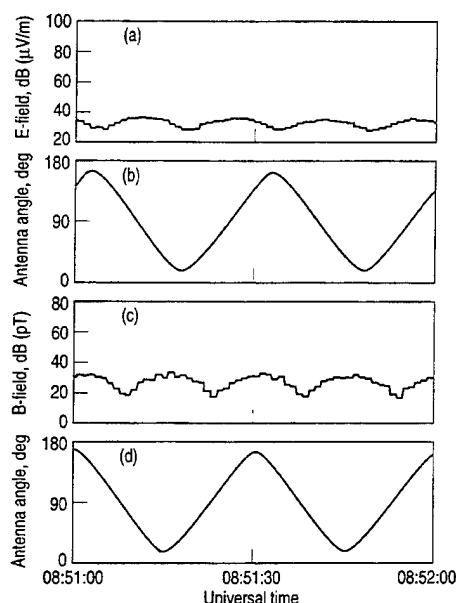 (a)
E-field, dB (μV/m)
100
80
60
40
20
(b)
Antenna angle, deg
180
90
0
(c)
B-field, dB (pT)
80
60
40
20
0
(d)
Antenna angle, deg
180
90
0
08:51:00
08:51:30
08:52:00
Universal time